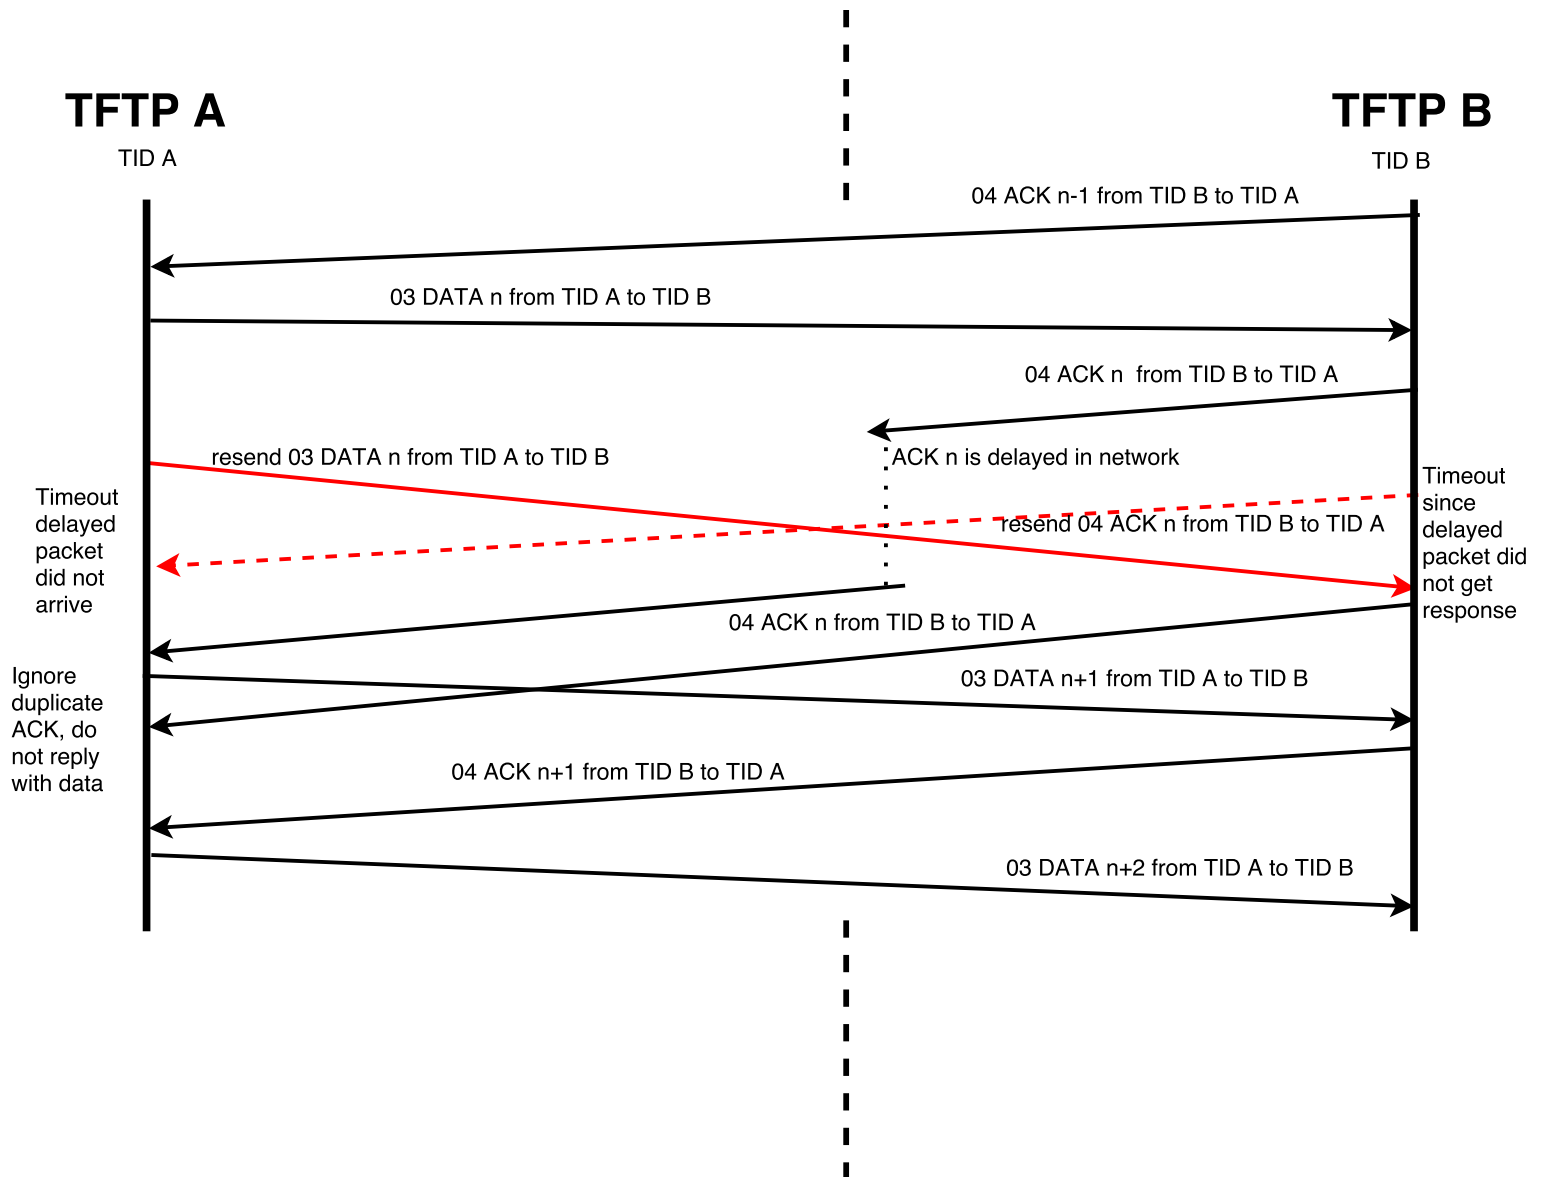 TFTP A
TFTP B
TID A
TID B
04 ACK n-1 from TID B to TID A
03 DATA n from TID A to TID B
04 ACK n  from TID B to TID A
resend 03 DATA n from TID A to TID B
ACK n is delayed in network
Timeout
delayed
packet
did not
arrive
Timeout
since
delayed
packet did
not get
response
resend 04 ACK n from TID B to TID A
04 ACK n from TID B to TID A
Ignore
duplicate
ACK, do
not reply
with data
03 DATA n+1 from TID A to TID B
04 ACK n+1 from TID B to TID A
03 DATA n+2 from TID A to TID B